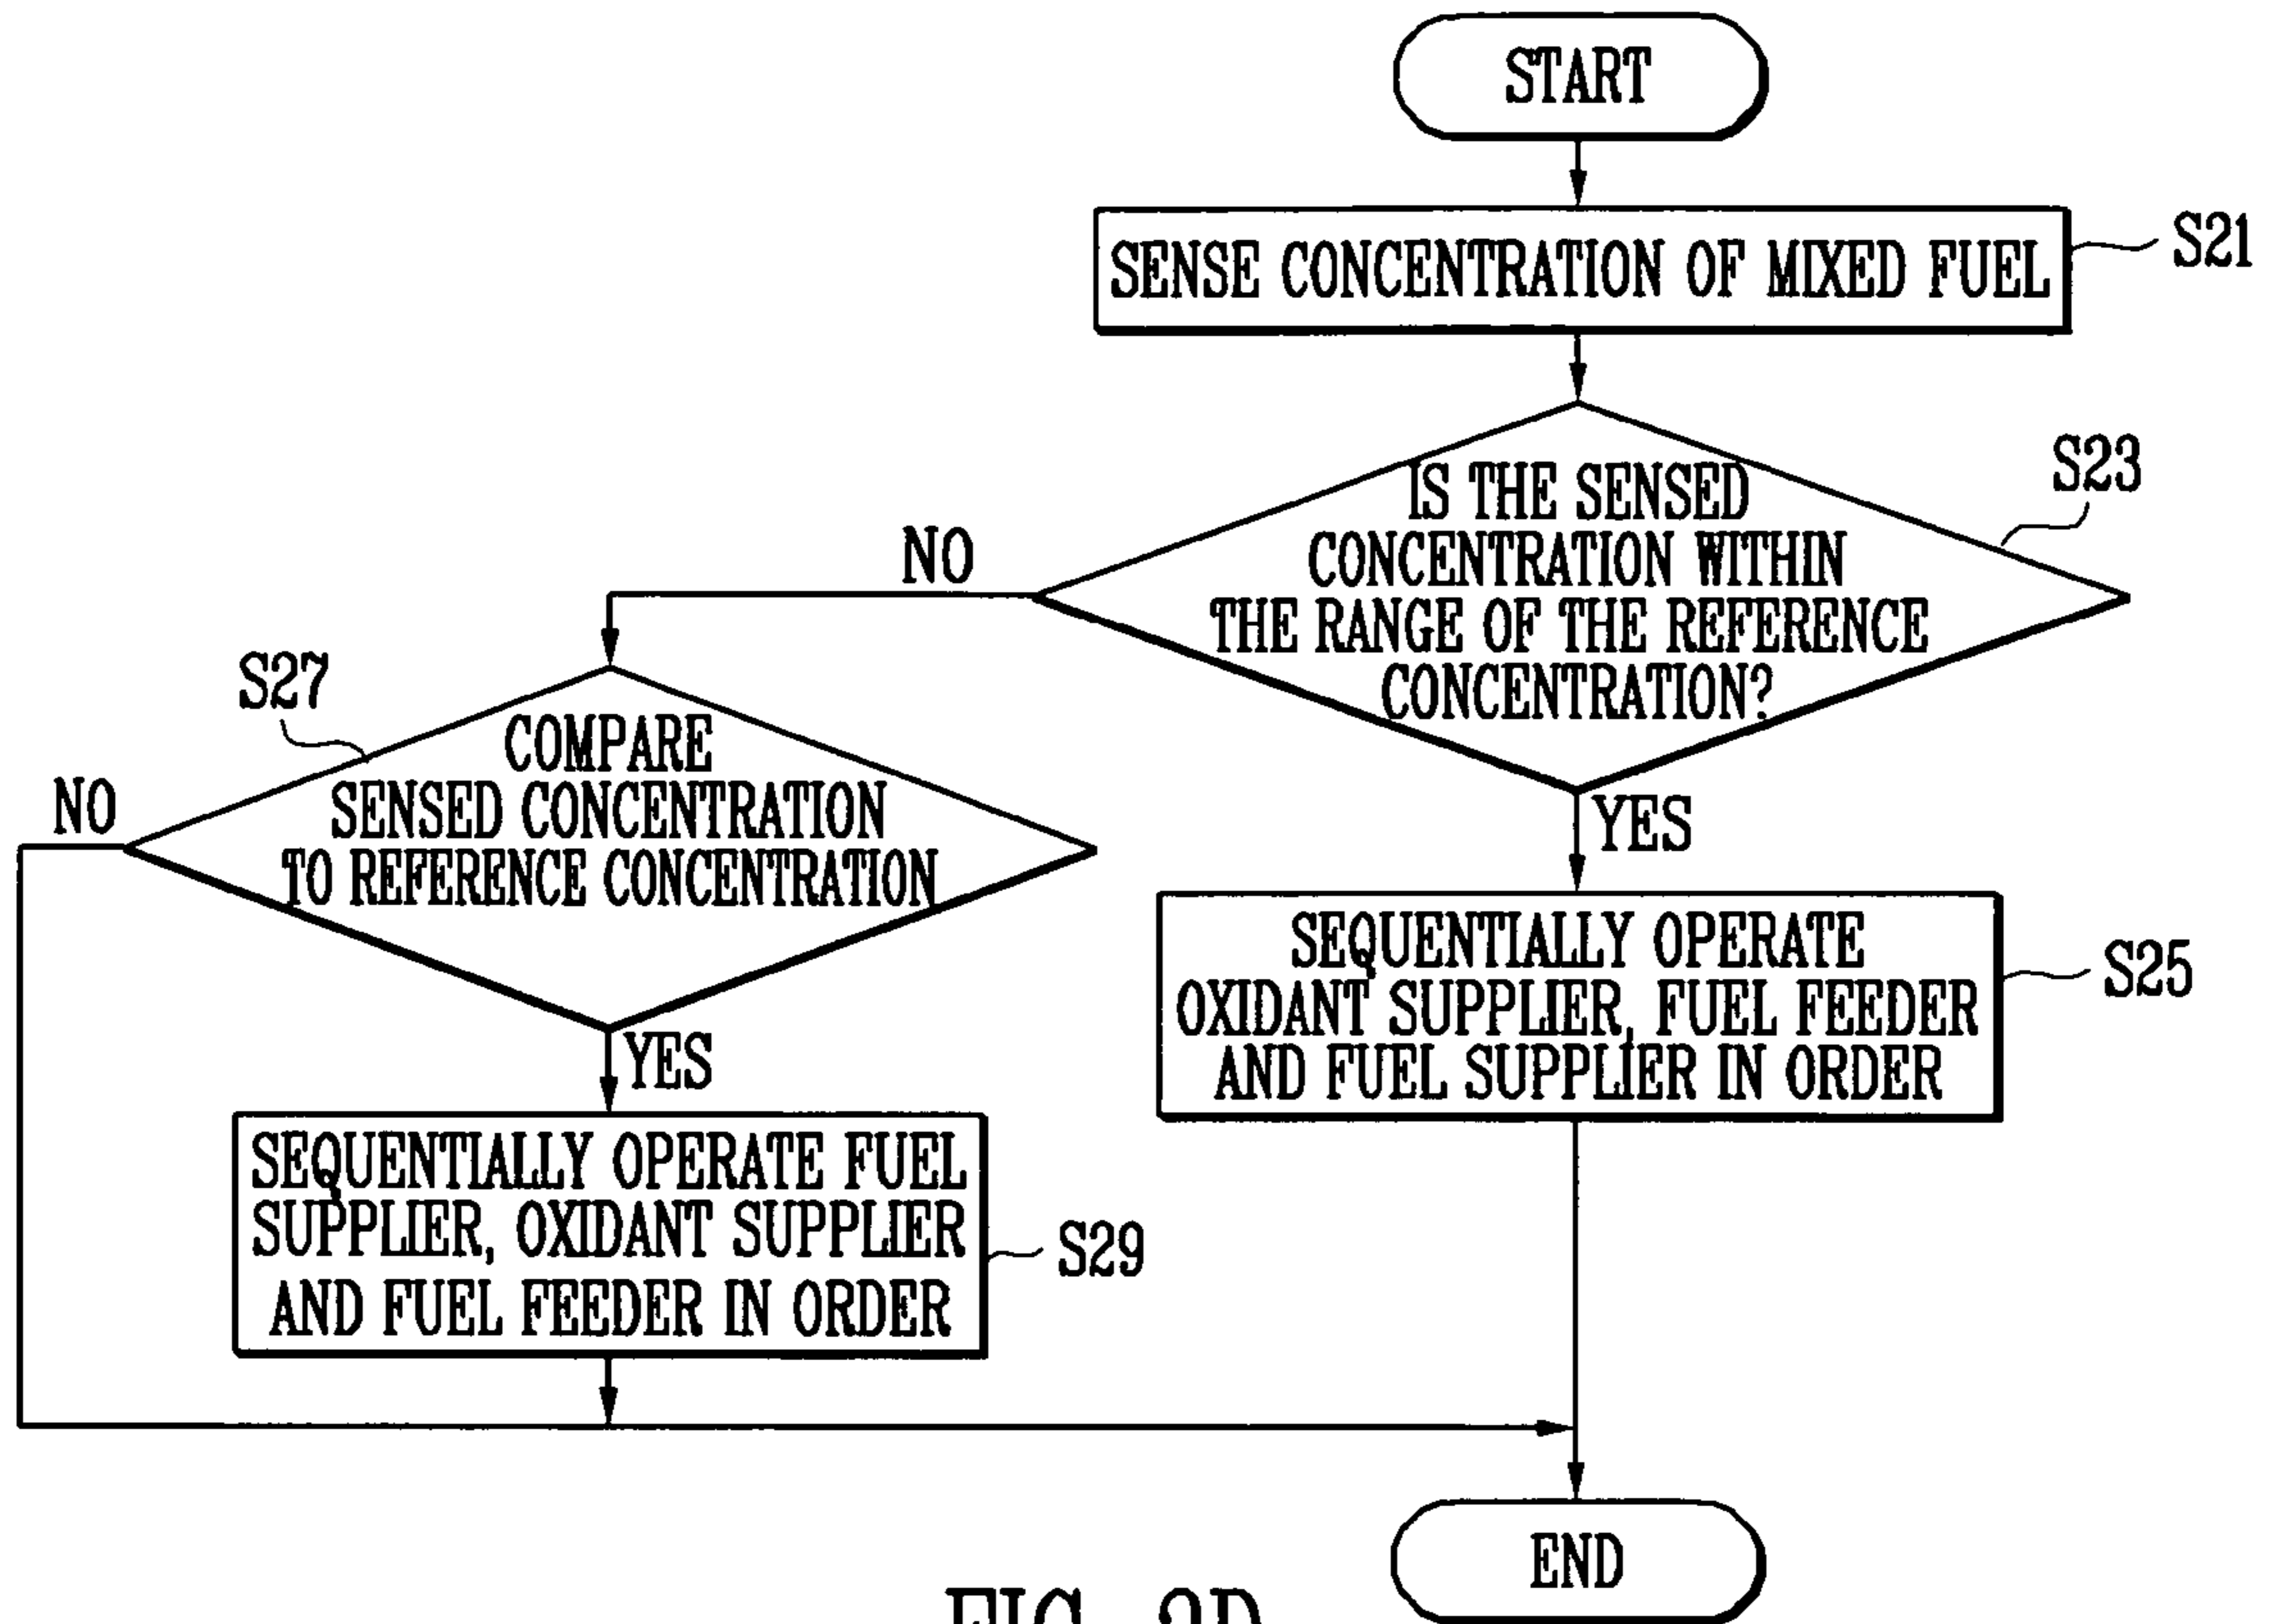 START
SENSE CONCENTRATION OF MIXED FUEL
S21
IS THE SENSED
CONCENTRATION WITHIN
THE RANGE OF THE REFERENCE
CONCENTRATION?
S23
NO
YES
S27
COMPARE
SENSED CONCENTRATION
TO REFERENCE CONCENTRATION
NO
YES
SEQUENTIALLY OPERATE
OXIDANT SUPPLIER, FUEL FEEDER
AND FUEL SUPPLIER IN ORDER
S25
SEQUENTIALLY OPERATE FUEL
SUPPLIER, OXIDANT SUPPLIER
AND FUEL FEEDER IN ORDER
S29
END